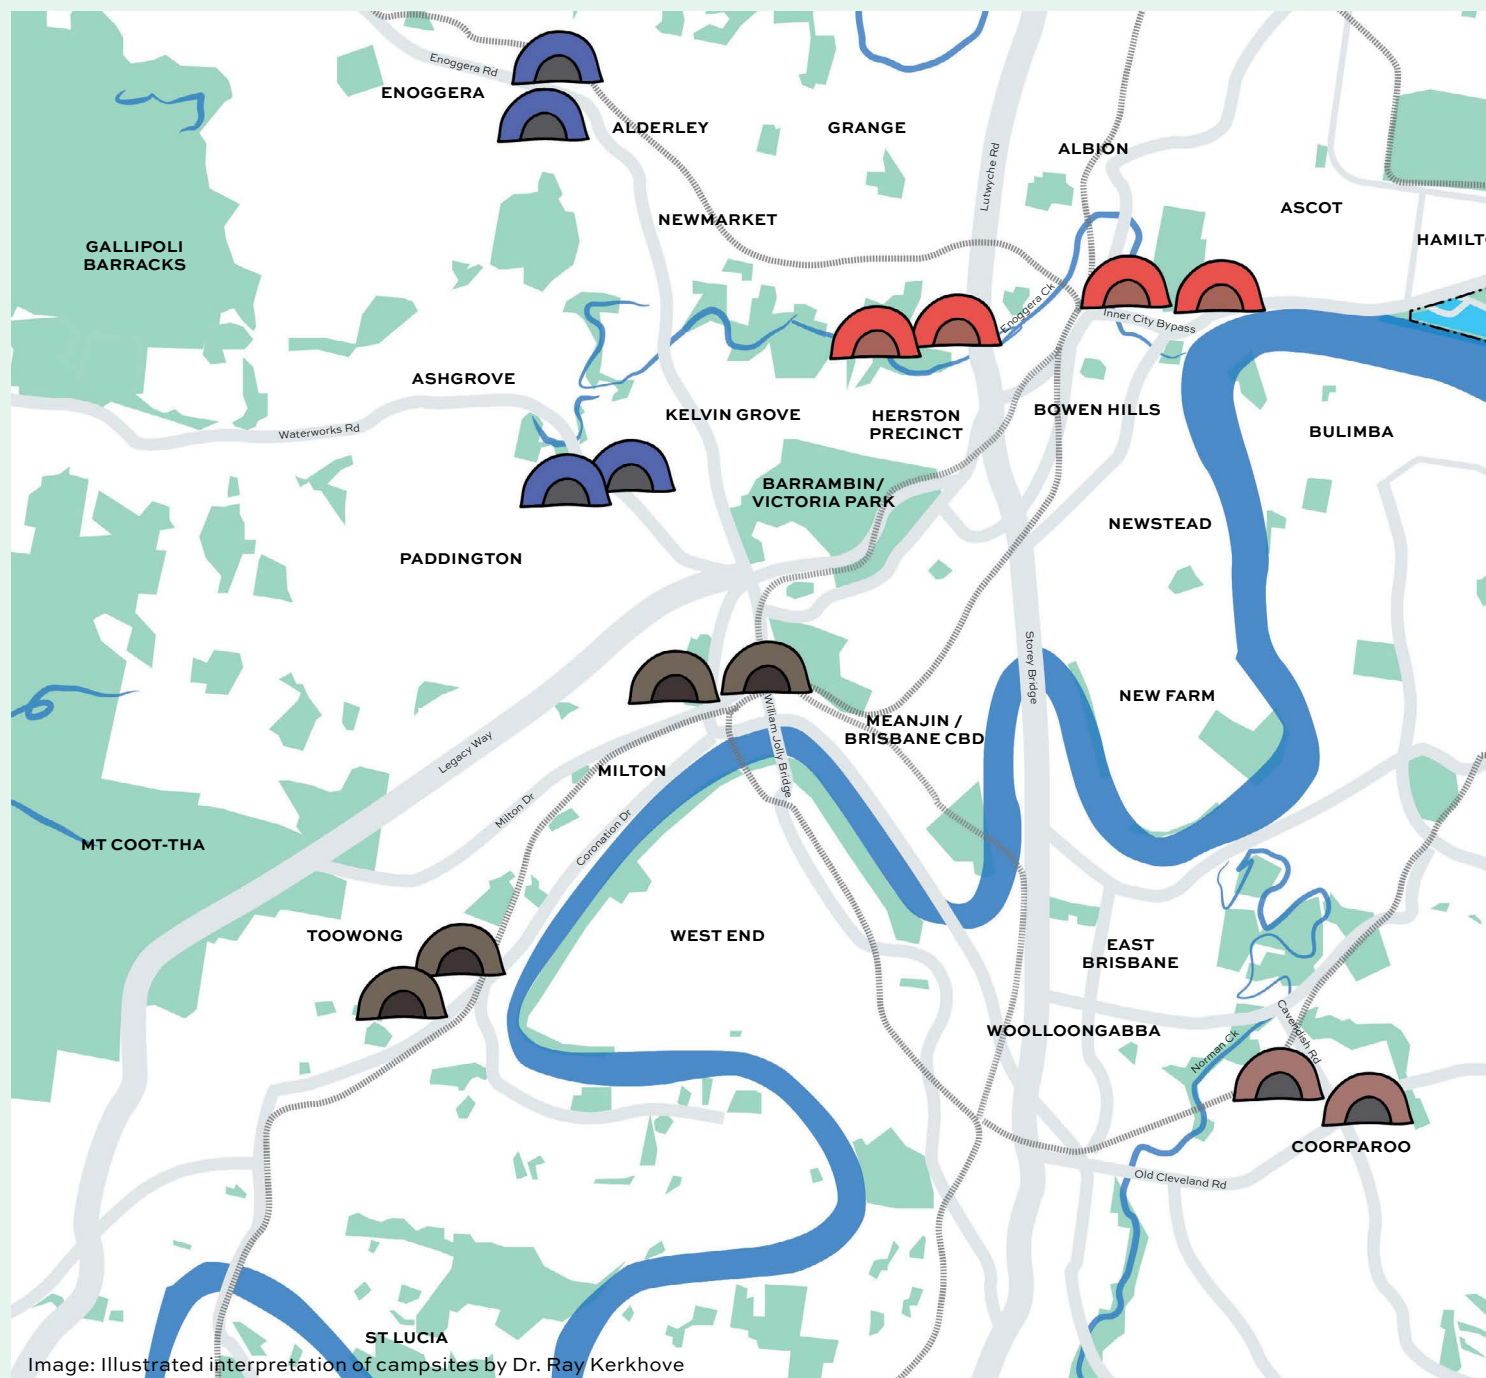 Enoggera Rd
ENOGGERA
ALDERLEY
GRANGE
ALBION
Lutwyche Rd
ASCOT
NEWMARKET
HAMILT
GALLIPOLI
BARRACKS
Enoggera Ck
Inner City Bypass
ASHGROVE
Waterworks Rd
KELVIN GROVE
HERSTON
PRECINCT
BOWEN HILLS
BULIMBA
BARRAMBIN/
VICTORIA PARK
NEWSTEAD
PADDINGTON
Storey Bridge
NEW FARM
William Jolly Bridge
MEANJIN /
BRISBANE CBD
Legacy Way
MILTON
Milton Dr
Coronation Dr
MT COOT-THA
TOOWONG
WEST END
EAST
BRISBANE
WOOLLOONGABBA
Cavendish Rd
Norman Ck
COORPAROO
Old Cleveland Rd
ST LUCIA
Image: Illustrated interpretation of campsites by Dr. Ray Kerkhove